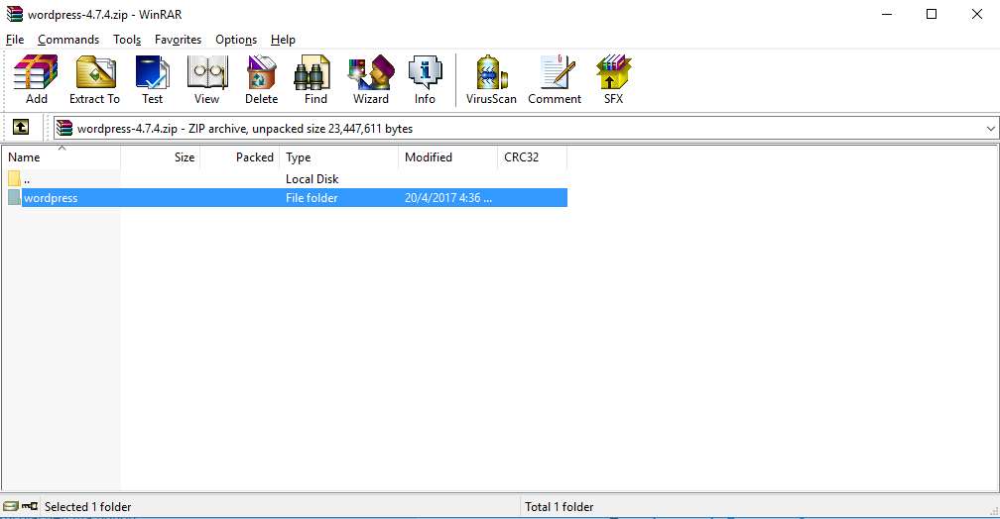 wordpress-4.7.4.zip - WinRAR
File Commands Tools Favorites Options Help
Add Extract To Test View Delete Find Wizard Info VirusScan Comment SFX
wordpress-4.7.4.zip - ZIP archive, unpacked size 23,447,611 bytes
Name Size Packed Type Modified CRC32
.. Local Disk
wordpress File folder 20/4/2017 4:36 ...
Selected 1 folder Total 1 folder